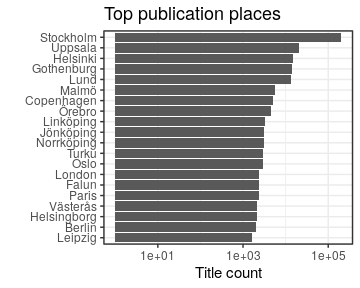 Top publication places
Stockholm
Uppsala
Helsinki
Gothenburg
Lund
Malmö
Copenhagen
Örebro
Linköping
Jönköping
Norrköping
Turku
Oslo
London
Falun
Paris
Västerås
Helsingborg
Berlin
Leipzig
1e+01 1e+03 1e+05
Title count